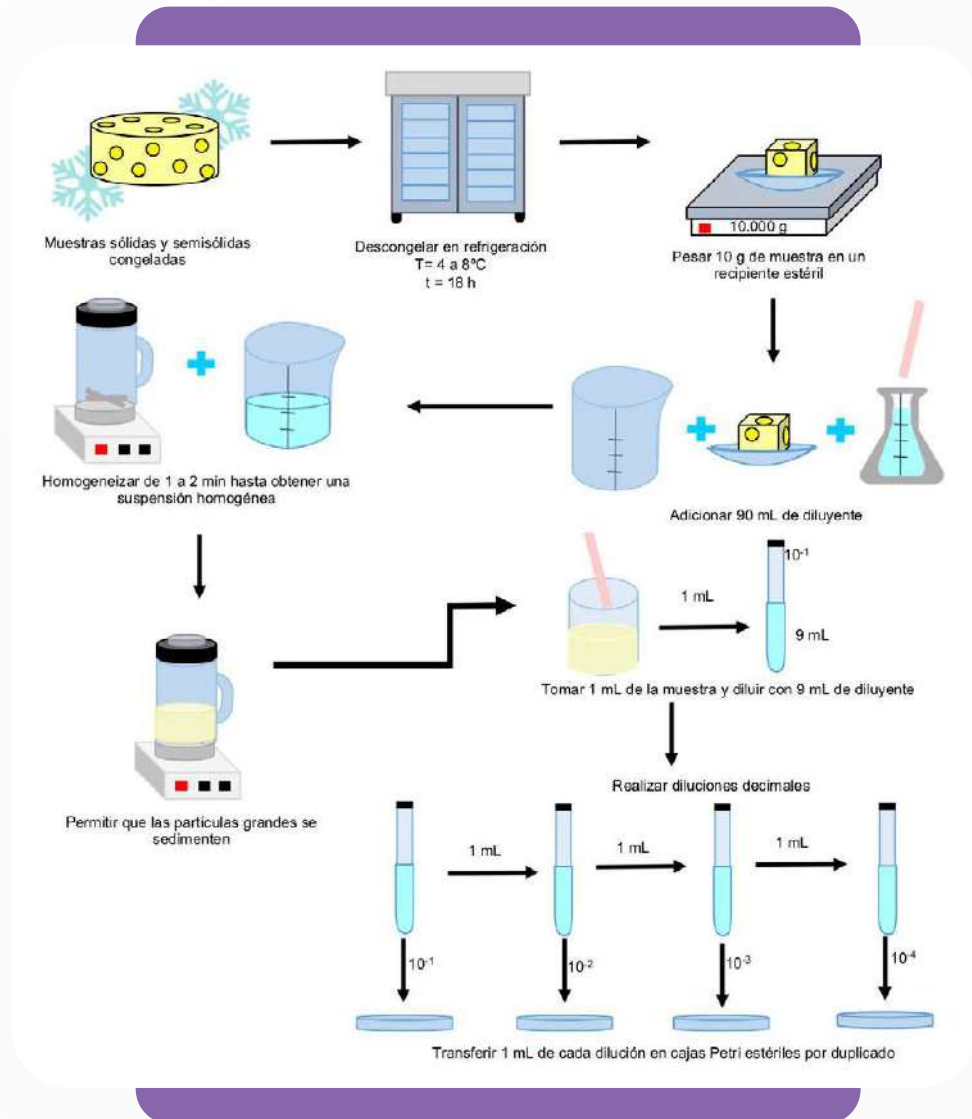 Muestras sólidas y semisólidas
congeladas
Descongelar en refrigeración
T= 4 a 8ºC
t = 18 h
10.000 g
Pesar 10 g de muestra en un
recipiente estéril
Adicionar 90 mL de diluyente
Homogeneizar de 1 a 2 min hasta obtener una
suspensión homogénea
Permitir que las partículas grandes se
sedimenten
1 mL
10-1
9 mL
Tomar 1 mL de la muestra y diluir con 9 mL de diluyente
Realizar diluciones decimales
1 mL
1 mL
1 mL
10-1
10-2
10-3
10-4
Transferir 1 mL de cada dilución en cajas Petri estériles por duplicado